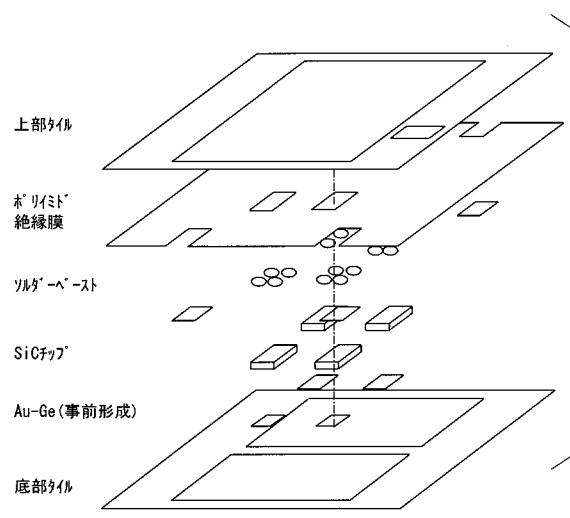 上部ﾀｲﾙ
ﾎﾟﾘｲﾐﾄﾞ
絶縁膜
ｿﾙﾀﾞｰﾍﾟｰｽﾄ
SiCﾁｯﾌﾟ
Au-Ge(事前形成)
底部ﾀｲﾙ